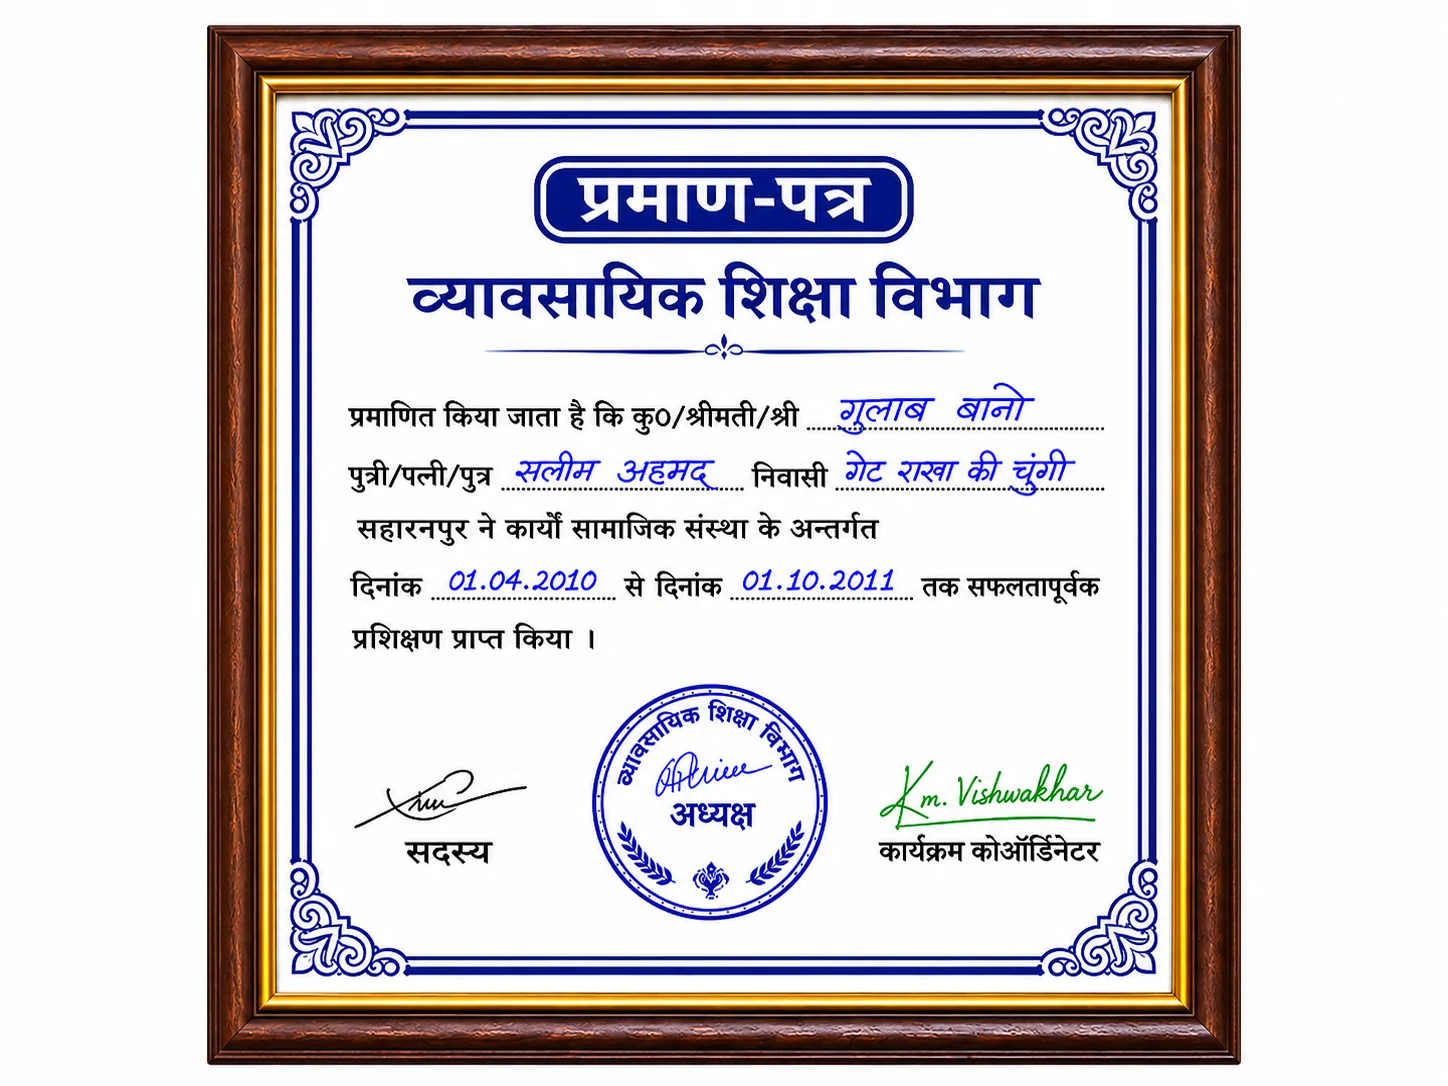 प्रमाण-पत्र
व्यावसायिक शिक्षा विभाग
प्रमाणित किया जाता है कि कु0/श्रीमती/श्री गुलाब बानो
पुत्री/पत्नी/पुत्र सलीम अहमद निवासी गेट राखा की चुंगी
सहारनपुर ने कार्यों सामाजिक संस्था के अन्तर्गत
दिनांक 01.04.2010 से दिनांक 01.10.2011 तक सफलतापूर्वक
प्रशिक्षण प्राप्त किया ।
व्यावसायिक शिक्षा विभाग
अध्यक्ष
सदस्य
Km. Vishwakhar
कार्यक्रम कोऑर्डिनेटर